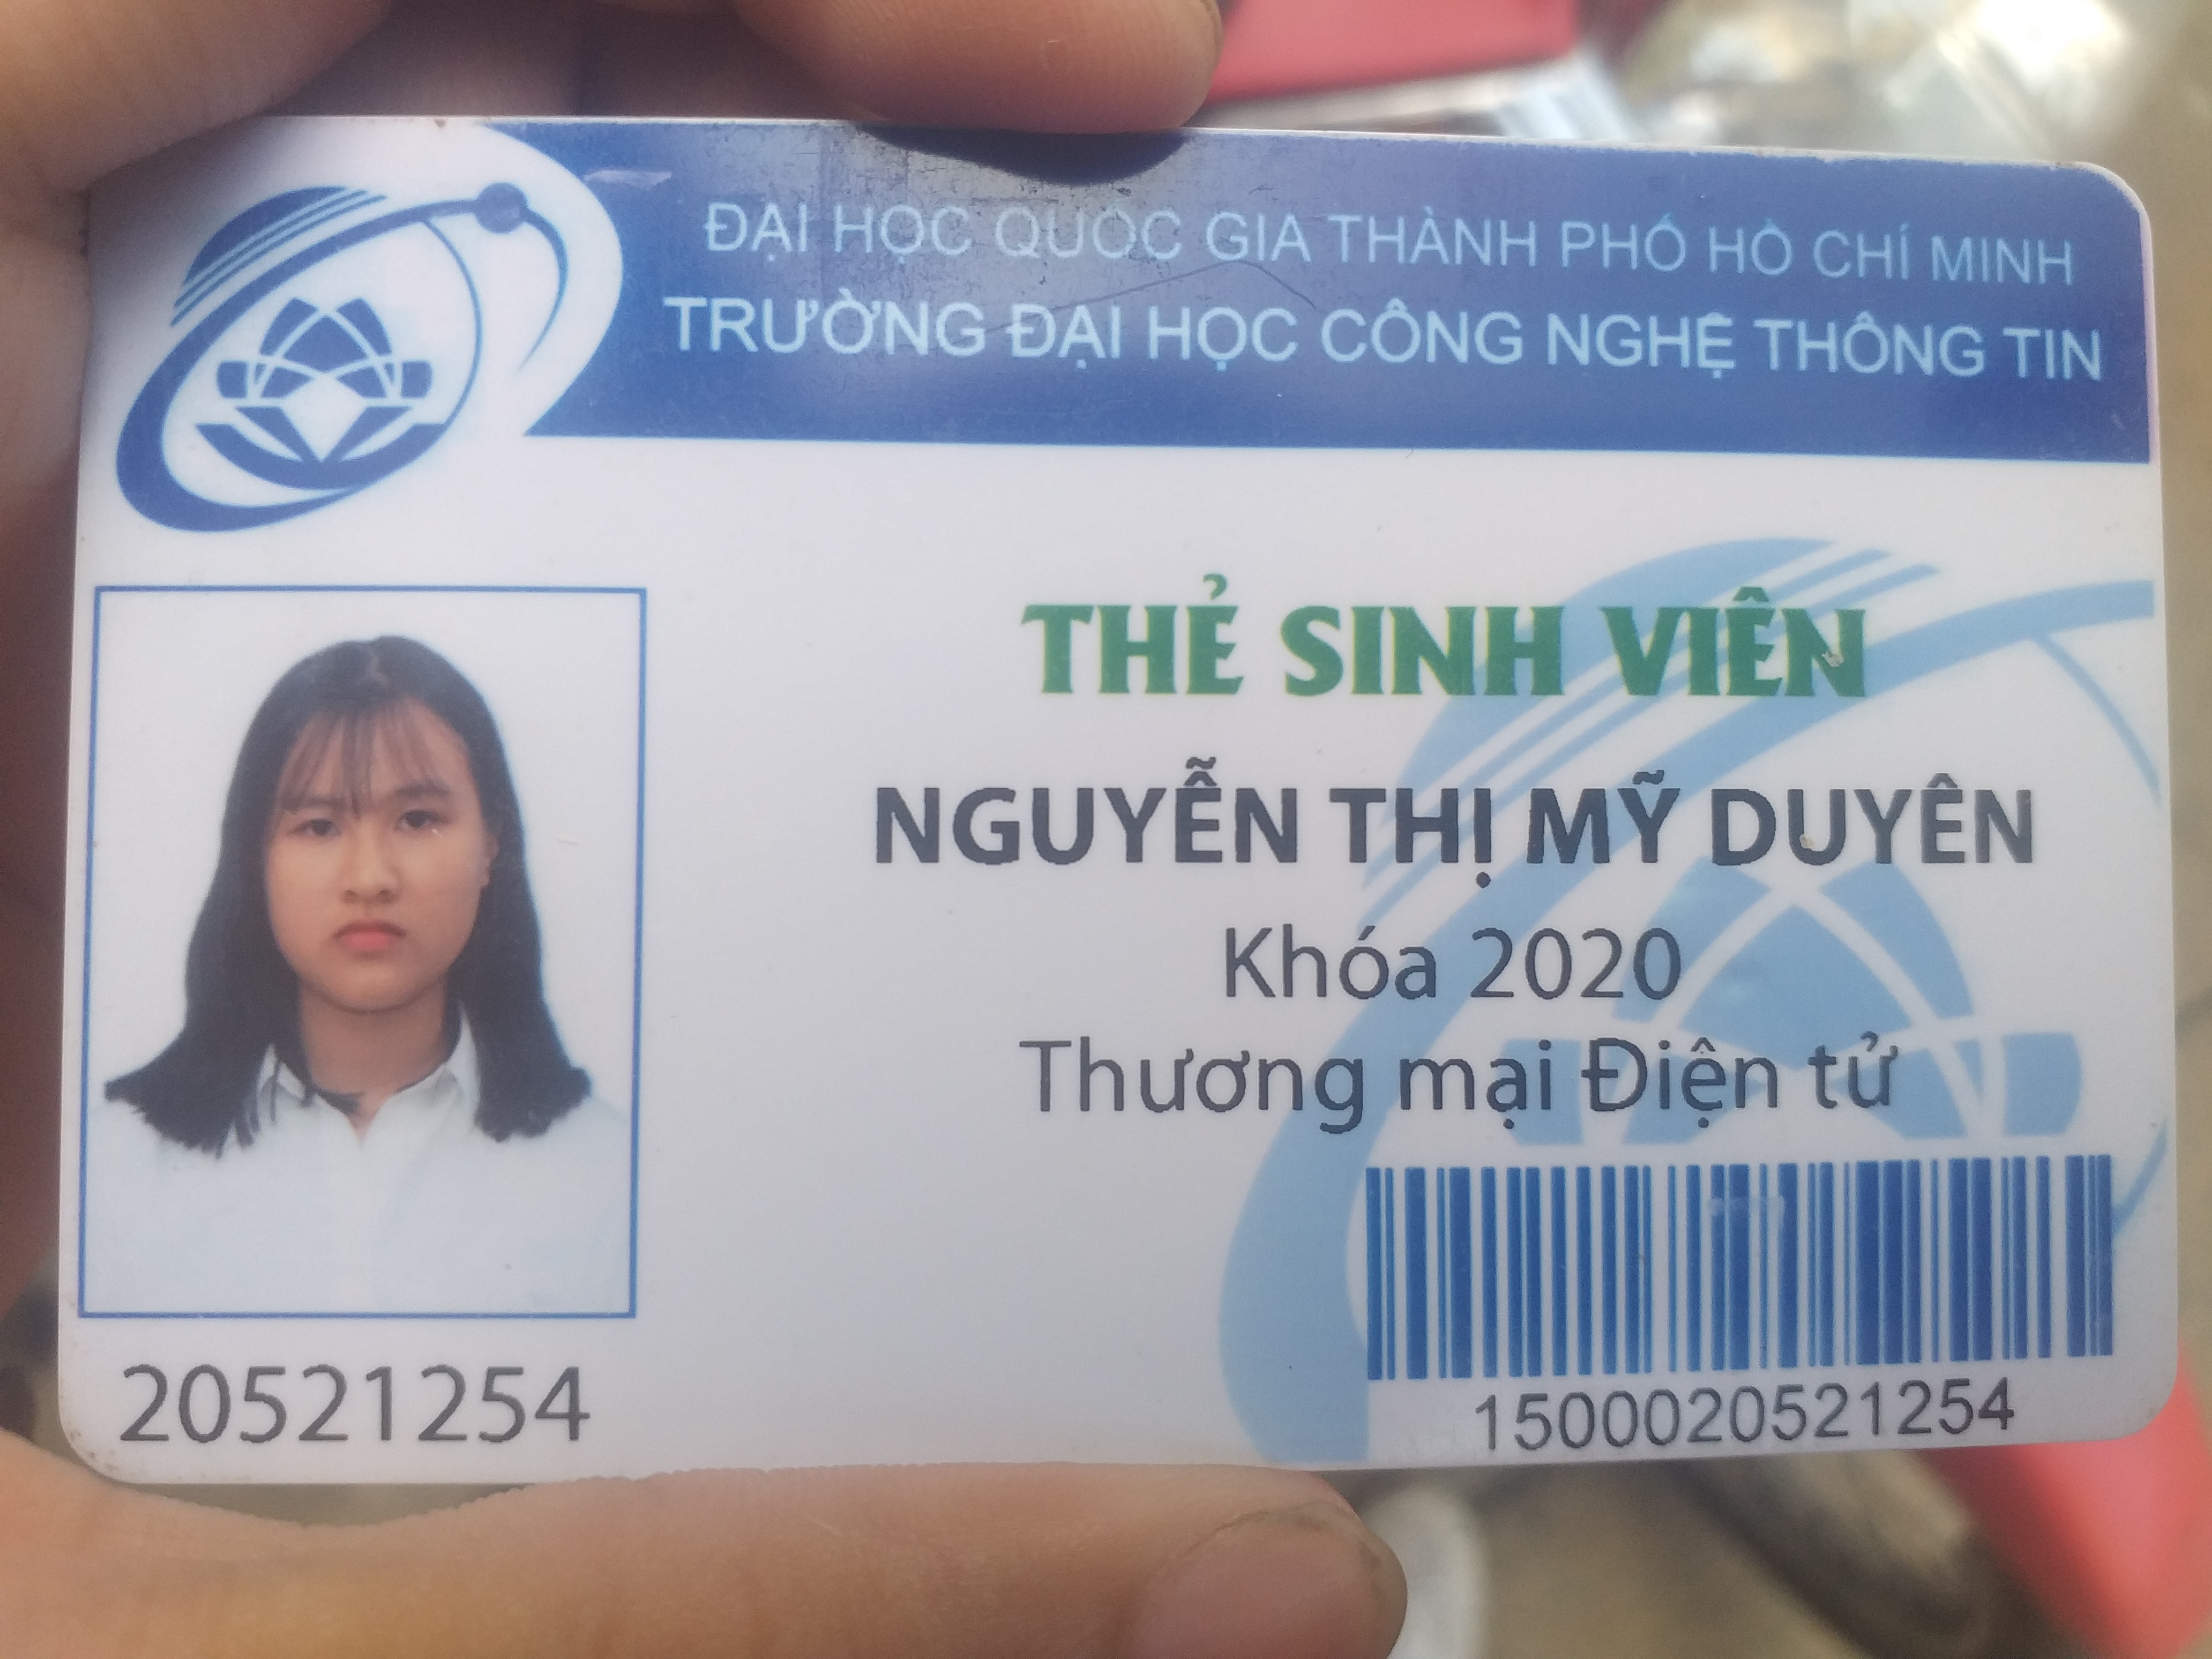 ĐẠI HỌC QUỐC GIA THÀNH PHỐ HỒ CHÍ MINH
TRƯỜNG ĐẠI HỌC CÔNG NGHỆ THÔNG TIN
THẺ SINH VIÊN
NGUYỄN THỊ MỸ DUYÊN
Khóa 2020
Thương mại Điện tử
20521254
1500020521254